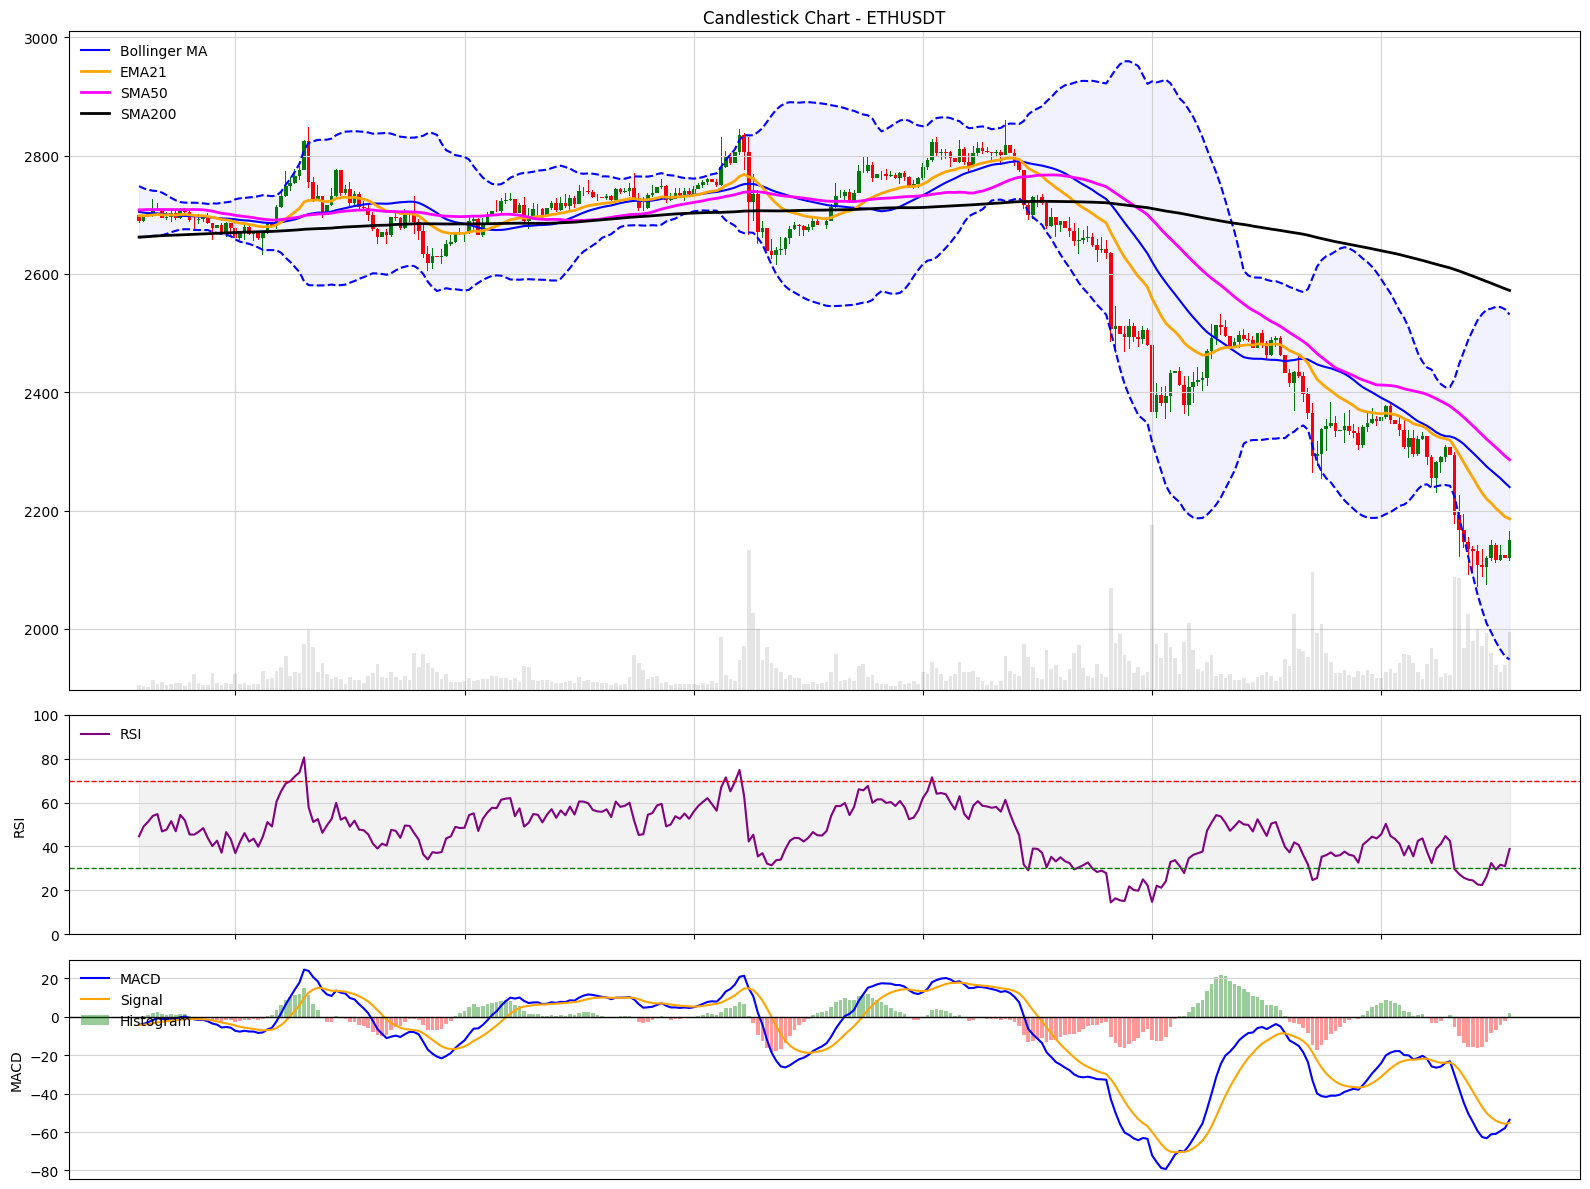 Candlestick Chart - ETHUSDT
3000
2800
2600
2400
2200
2000
Bollinger MA
EMA21
SMA50
SMA200
100
80
60
40
20
0
RSI
RSI
20
0
−20
−40
−60
−80
MACD
MACD
Signal
Histogram